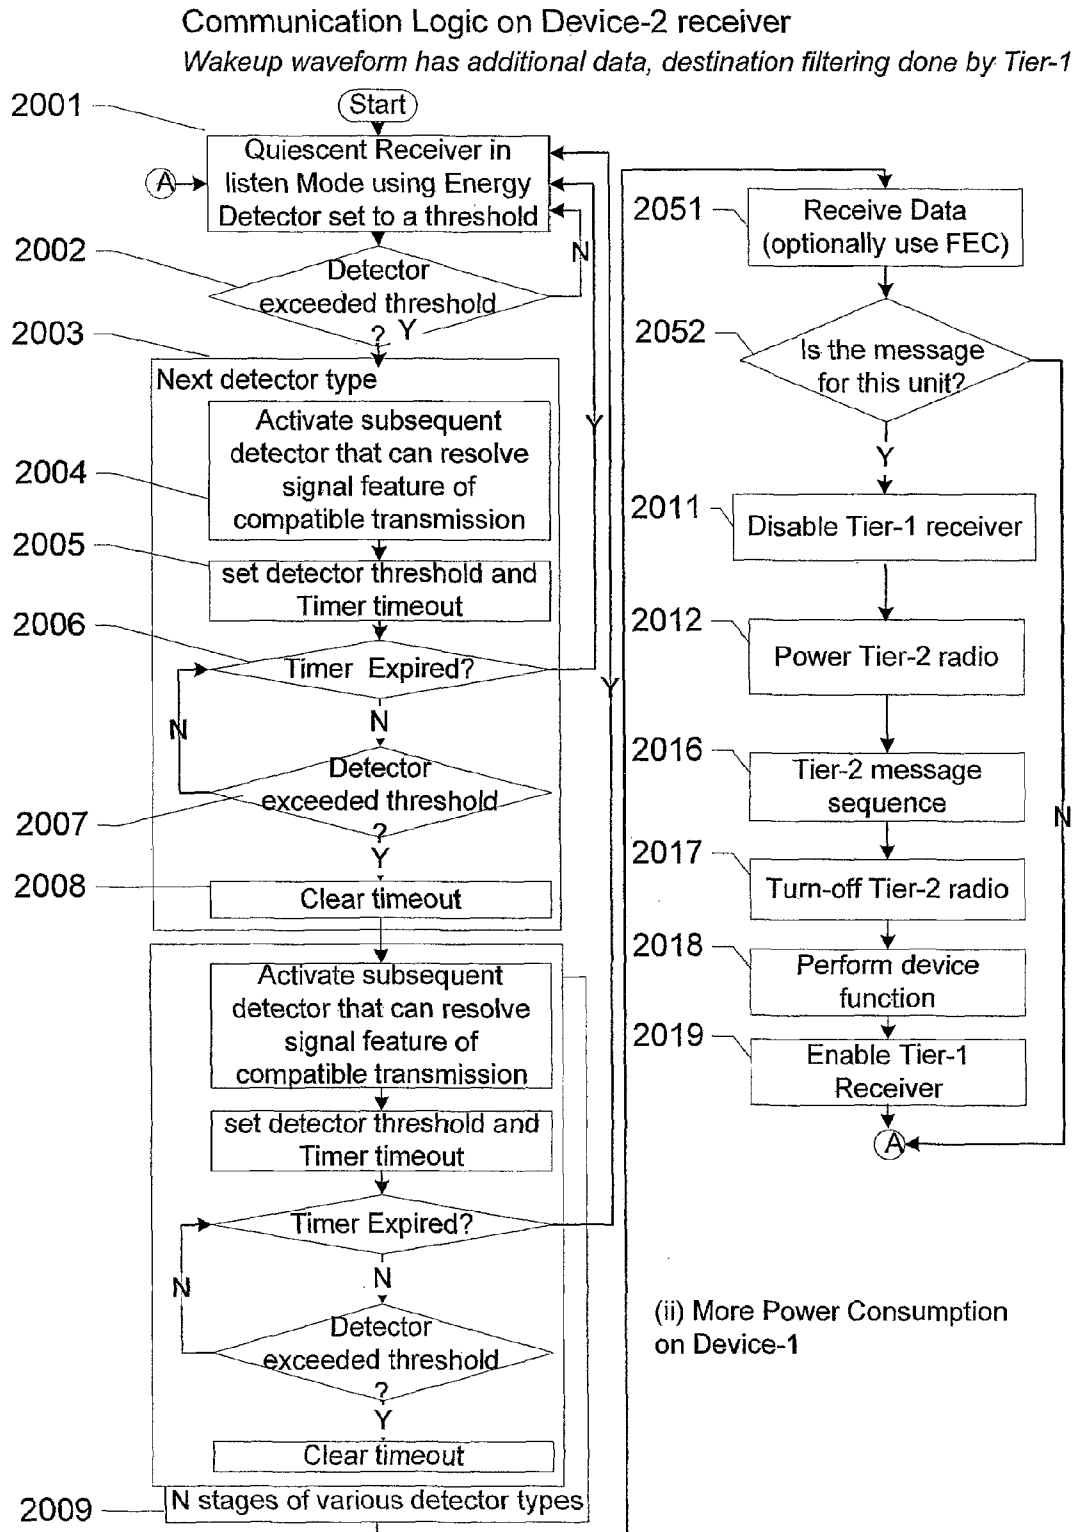 Communication Logic on Device-2 receiver
Wakeup waveform has additional data, destination filtering done by Tier-1
2001
Start
Quiescent Receiver in
listen Mode using Energy
Detector set to a threshold
A
2002
N
Detector
exceeded threshold
?
Y
2003
Next detector type
Activate subsequent
detector that can resolve
signal feature of
compatible transmission
2004
2005
set detector threshold and
Timer timeout
2006
Timer Expired?
Y
N
N
Detector
exceeded threshold
?
2007
Y
2008
Clear timeout
Activate subsequent
detector that can resolve
signal feature of
compatible transmission
set detector threshold and
Timer timeout
Timer Expired?
Y
N
N
Detector
exceeded threshold
?
Y
Clear timeout
N stages of various detector types
2009
2051
Receive Data
(optionally use FEC)
2052
Is the message
for this unit?
Y
N
2011
Disable Tier-1 receiver
2012
Power Tier-2 radio
2016
Tier-2 message
sequence
2017
Turn-off Tier-2 radio
2018
Perform device
function
2019
Enable Tier-1
Receiver
A
(ii) More Power Consumption
on Device-1